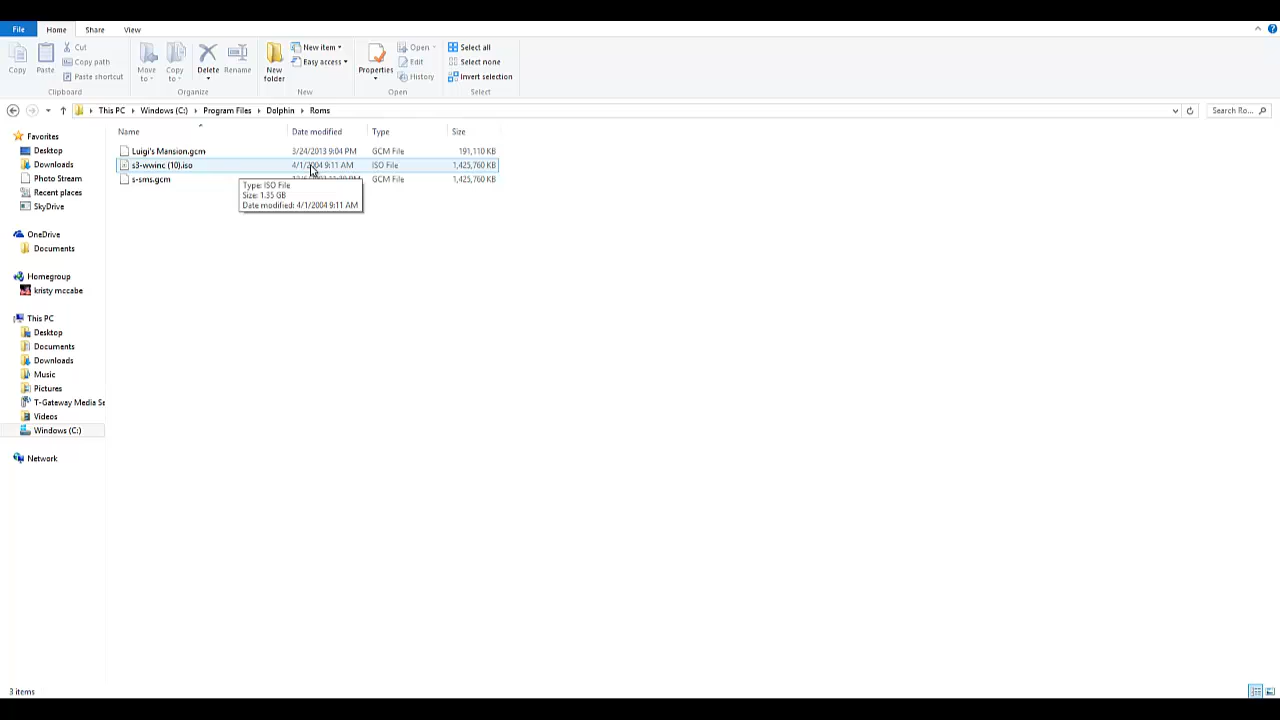 File Home Share View
Copy Paste Cut
Copy path
Paste shortcut
Clipboard
Move to Copy to Delete Rename
Organize
New folder New item
Easy access
New
Properties Open
Edit
History
Open
Select all
Select none
Invert selection
Select
This PC Windows (C:) Program Files Dolphin Roms Search Ro...
Name Date modified Type Size
Luigi's Mansion.gcm 3/24/2013 9:04 PM GCM File 191,110 KB
s3-wwinc (10).iso 4/1/2004 9:11 AM ISO File 1,425,760 KB
s-sms.gcm GCM File 1,425,760 KB
Type: ISO File
Size: 1.35 GB
Date modified: 4/1/2004 9:11 AM
Favorites
Desktop
Downloads
Photo Stream
Recent places
SkyDrive
OneDrive
Documents
Homegroup
kristy mccabe
This PC
Desktop
Documents
Downloads
Music
Pictures
T-Gateway Media Se
Videos
Windows (C:)
Network
3 items